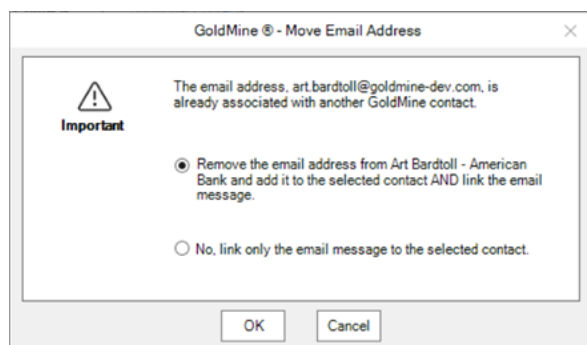 GoldMine ® - Move Email Address
The email address, art.bardtoll@goldmine-dev.com, is
already associated with another GoldMine contact.
Important
Remove the email address from Art Bardtoll - American
Bank and add it to the selected contact AND link the email
message.
No, link only the email message to the selected contact.
OK
Cancel